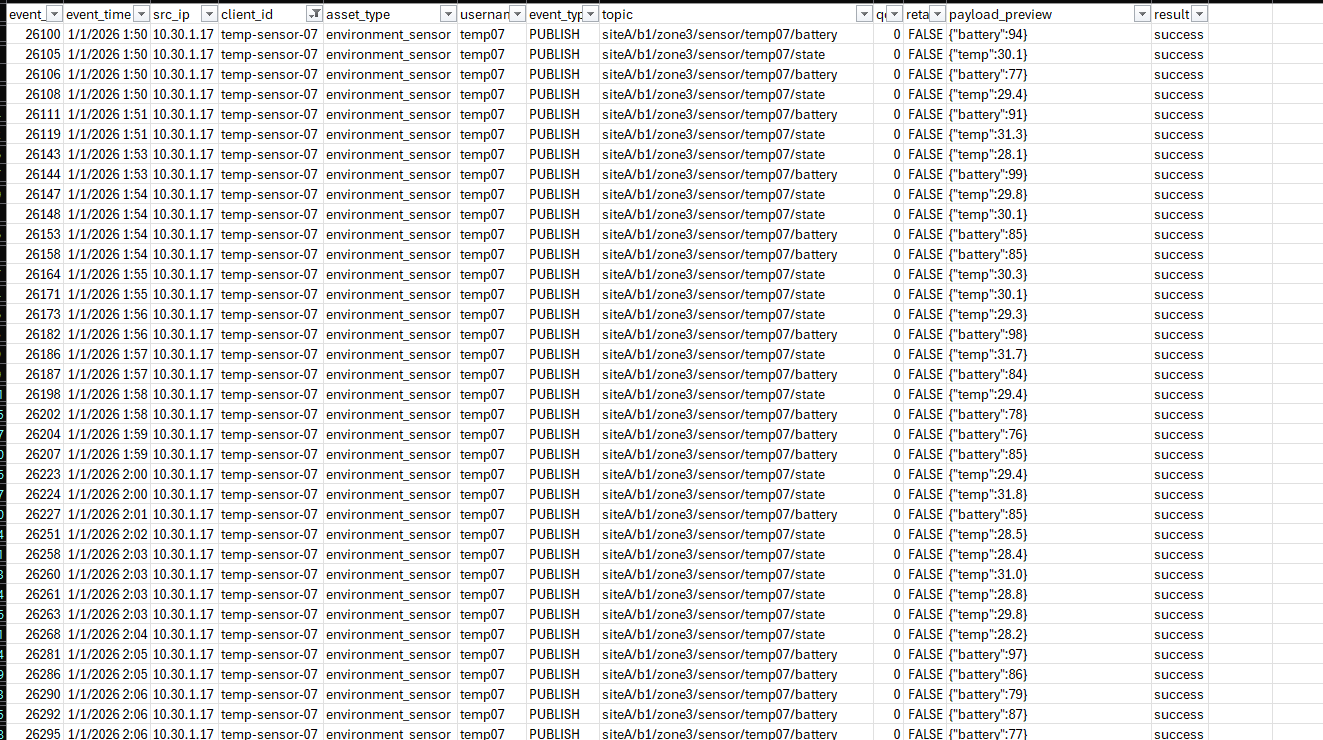 event_ event_time src_ip client_id asset_type usernan event_typ topic q reta payload_preview result
26100 1/1/2026 1:50 10.30.1.17 temp-sensor-07 environment_sensor temp07 PUBLISH siteA/b1/zone3/sensor/temp07/battery 0 FALSE {"battery":94} success
26105 1/1/2026 1:50 10.30.1.17 temp-sensor-07 environment_sensor temp07 PUBLISH siteA/b1/zone3/sensor/temp07/state 0 FALSE {"temp":30.1} success
26106 1/1/2026 1:50 10.30.1.17 temp-sensor-07 environment_sensor temp07 PUBLISH siteA/b1/zone3/sensor/temp07/battery 0 FALSE {"battery":77} success
26108 1/1/2026 1:50 10.30.1.17 temp-sensor-07 environment_sensor temp07 PUBLISH siteA/b1/zone3/sensor/temp07/state 0 FALSE {"temp":29.4} success
26111 1/1/2026 1:51 10.30.1.17 temp-sensor-07 environment_sensor temp07 PUBLISH siteA/b1/zone3/sensor/temp07/battery 0 FALSE {"battery":91} success
26119 1/1/2026 1:51 10.30.1.17 temp-sensor-07 environment_sensor temp07 PUBLISH siteA/b1/zone3/sensor/temp07/state 0 FALSE {"temp":31.3} success
26143 1/1/2026 1:53 10.30.1.17 temp-sensor-07 environment_sensor temp07 PUBLISH siteA/b1/zone3/sensor/temp07/state 0 FALSE {"temp":28.1} success
26144 1/1/2026 1:53 10.30.1.17 temp-sensor-07 environment_sensor temp07 PUBLISH siteA/b1/zone3/sensor/temp07/battery 0 FALSE {"battery":99} success
26147 1/1/2026 1:54 10.30.1.17 temp-sensor-07 environment_sensor temp07 PUBLISH siteA/b1/zone3/sensor/temp07/state 0 FALSE {"temp":29.8} success
26148 1/1/2026 1:54 10.30.1.17 temp-sensor-07 environment_sensor temp07 PUBLISH siteA/b1/zone3/sensor/temp07/state 0 FALSE {"temp":30.1} success
26153 1/1/2026 1:54 10.30.1.17 temp-sensor-07 environment_sensor temp07 PUBLISH siteA/b1/zone3/sensor/temp07/battery 0 FALSE {"battery":85} success
26158 1/1/2026 1:54 10.30.1.17 temp-sensor-07 environment_sensor temp07 PUBLISH siteA/b1/zone3/sensor/temp07/battery 0 FALSE {"battery":85} success
26164 1/1/2026 1:55 10.30.1.17 temp-sensor-07 environment_sensor temp07 PUBLISH siteA/b1/zone3/sensor/temp07/state 0 FALSE {"temp":30.3} success
26171 1/1/2026 1:55 10.30.1.17 temp-sensor-07 environment_sensor temp07 PUBLISH siteA/b1/zone3/sensor/temp07/state 0 FALSE {"temp":30.1} success
26173 1/1/2026 1:56 10.30.1.17 temp-sensor-07 environment_sensor temp07 PUBLISH siteA/b1/zone3/sensor/temp07/state 0 FALSE {"temp":29.3} success
26182 1/1/2026 1:56 10.30.1.17 temp-sensor-07 environment_sensor temp07 PUBLISH siteA/b1/zone3/sensor/temp07/battery 0 FALSE {"battery":98} success
26186 1/1/2026 1:57 10.30.1.17 temp-sensor-07 environment_sensor temp07 PUBLISH siteA/b1/zone3/sensor/temp07/state 0 FALSE {"temp":31.7} success
26187 1/1/2026 1:57 10.30.1.17 temp-sensor-07 environment_sensor temp07 PUBLISH siteA/b1/zone3/sensor/temp07/battery 0 FALSE {"battery":84} success
26198 1/1/2026 1:58 10.30.1.17 temp-sensor-07 environment_sensor temp07 PUBLISH siteA/b1/zone3/sensor/temp07/state 0 FALSE {"temp":29.4} success
26202 1/1/2026 1:58 10.30.1.17 temp-sensor-07 environment_sensor temp07 PUBLISH siteA/b1/zone3/sensor/temp07/battery 0 FALSE {"battery":78} success
26204 1/1/2026 1:59 10.30.1.17 temp-sensor-07 environment_sensor temp07 PUBLISH siteA/b1/zone3/sensor/temp07/battery 0 FALSE {"battery":76} success
26207 1/1/2026 1:59 10.30.1.17 temp-sensor-07 environment_sensor temp07 PUBLISH siteA/b1/zone3/sensor/temp07/battery 0 FALSE {"battery":85} success
26223 1/1/2026 2:00 10.30.1.17 temp-sensor-07 environment_sensor temp07 PUBLISH siteA/b1/zone3/sensor/temp07/state 0 FALSE {"temp":29.4} success
26224 1/1/2026 2:00 10.30.1.17 temp-sensor-07 environment_sensor temp07 PUBLISH siteA/b1/zone3/sensor/temp07/state 0 FALSE {"temp":31.8} success
26227 1/1/2026 2:01 10.30.1.17 temp-sensor-07 environment_sensor temp07 PUBLISH siteA/b1/zone3/sensor/temp07/battery 0 FALSE {"battery":85} success
26251 1/1/2026 2:02 10.30.1.17 temp-sensor-07 environment_sensor temp07 PUBLISH siteA/b1/zone3/sensor/temp07/state 0 FALSE {"temp":28.5} success
26258 1/1/2026 2:03 10.30.1.17 temp-sensor-07 environment_sensor temp07 PUBLISH siteA/b1/zone3/sensor/temp07/state 0 FALSE {"temp":28.4} success
26260 1/1/2026 2:03 10.30.1.17 temp-sensor-07 environment_sensor temp07 PUBLISH siteA/b1/zone3/sensor/temp07/state 0 FALSE {"temp":31.0} success
26261 1/1/2026 2:03 10.30.1.17 temp-sensor-07 environment_sensor temp07 PUBLISH siteA/b1/zone3/sensor/temp07/state 0 FALSE {"temp":28.8} success
26263 1/1/2026 2:03 10.30.1.17 temp-sensor-07 environment_sensor temp07 PUBLISH siteA/b1/zone3/sensor/temp07/state 0 FALSE {"temp":29.8} success
26268 1/1/2026 2:04 10.30.1.17 temp-sensor-07 environment_sensor temp07 PUBLISH siteA/b1/zone3/sensor/temp07/state 0 FALSE {"temp":28.2} success
26281 1/1/2026 2:05 10.30.1.17 temp-sensor-07 environment_sensor temp07 PUBLISH siteA/b1/zone3/sensor/temp07/battery 0 FALSE {"battery":97} success
26286 1/1/2026 2:05 10.30.1.17 temp-sensor-07 environment_sensor temp07 PUBLISH siteA/b1/zone3/sensor/temp07/battery 0 FALSE {"battery":86} success
26290 1/1/2026 2:06 10.30.1.17 temp-sensor-07 environment_sensor temp07 PUBLISH siteA/b1/zone3/sensor/temp07/battery 0 FALSE {"battery":79} success
26292 1/1/2026 2:06 10.30.1.17 temp-sensor-07 environment_sensor temp07 PUBLISH siteA/b1/zone3/sensor/temp07/battery 0 FALSE {"battery":87} success
26295 1/1/2026 2:06 10.30.1.17 temp-sensor-07 environment_sensor temp07 PUBLISH siteA/b1/zone3/sensor/temp07/battery 0 FALSE {"battery":77} success